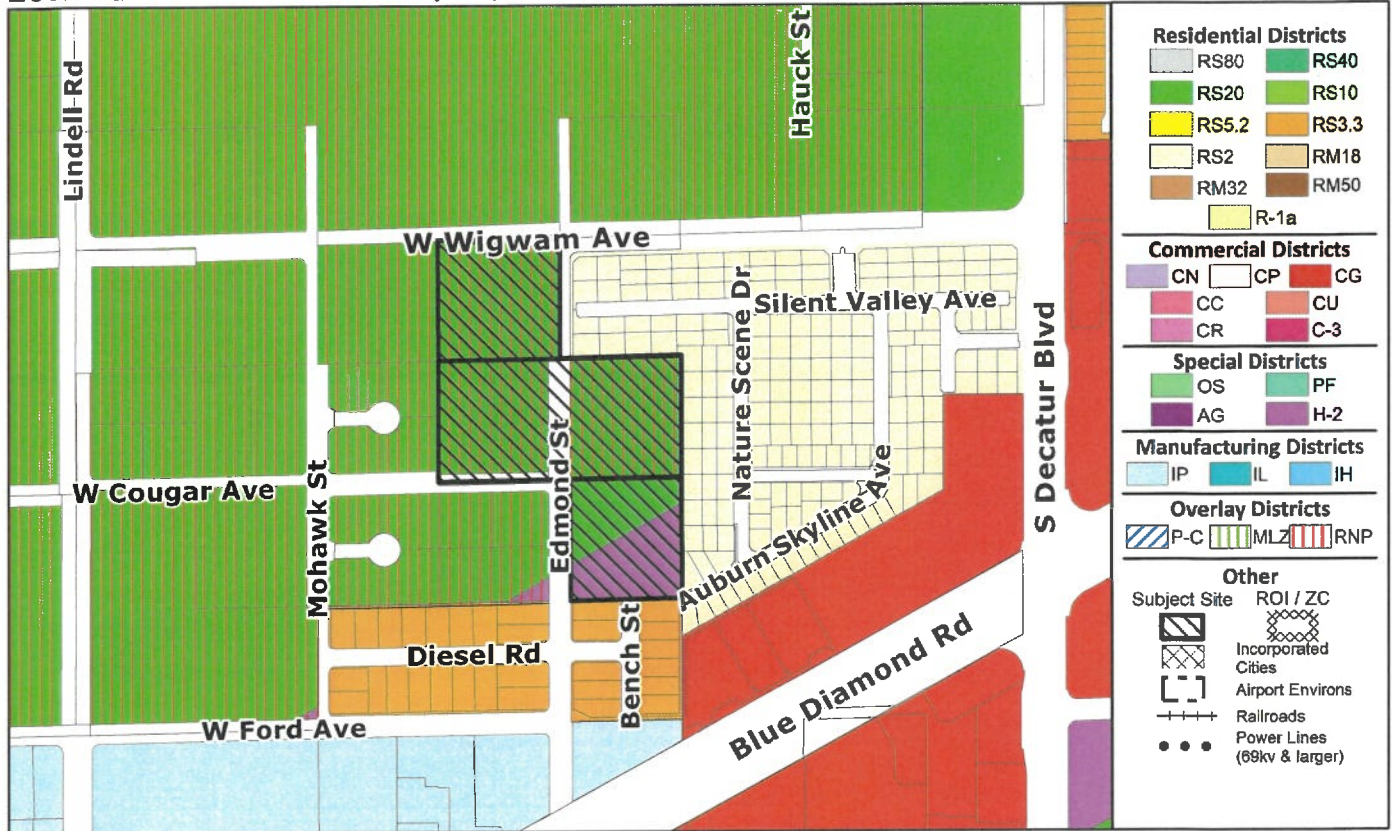 Lindell Rd
Hauck St
W Wigwam Ave
Nature Scene Dr
Silent Valley Ave
S Decatur Blvd
Edmond St
W Cougar Ave
Mohawk St
Auburn Skyline Ave
Diesel Rd
Bench St
Blue Diamond Rd
W Ford Ave
Residential Districts
RS80 RS40
RS20 RS10
RS5.2 RS3.3
RS2 RM18
RM32 RM50
R-1a
Commercial Districts
CN CP CG
CC CU
CR C-3
Special Districts
OS PF
AG H-2
Manufacturing Districts
IP IL IH
Overlay Districts
P-C MLZ RNP
Other
Subject Site ROI / ZC
Incorporated
Cities
Airport Environs
Railroads
Power Lines
(69kv & larger)